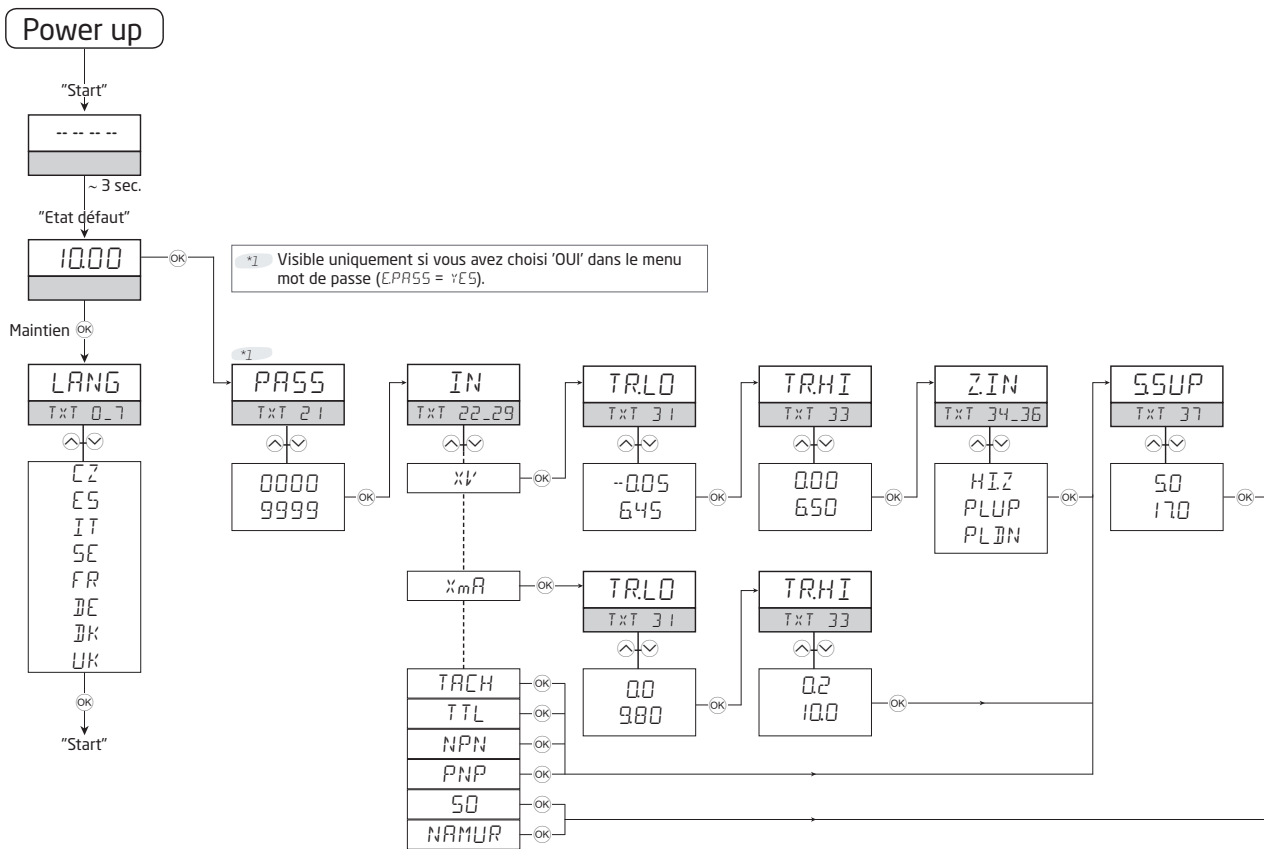 Power up
"Start"
-- -- -- --
~ 3 sec.
"Etat défaut"
10.00
OK
*1 Visible uniquement si vous avez choisi 'OUI' dans le menu
mot de passe (E.PASS = YES).
Maintien OK
LANG
TXT 0_7
CZ
ES
IT
SE
FR
DE
DK
UK
OK
"Start"
*1
PASS
TXT 21
0000
9999
OK
IN
TXT 22_29
XV
OK
TR.LO
TXT 31
-0.05
6.45
OK
TR.HI
TXT 33
0.00
6.50
OK
Z.IN
TXT 34_36
HI.Z
PLUP
PLDN
OK
S.SUP
TXT 37
5.0
17.0
OK
XmA
OK
TR.LO
TXT 31
0.0
9.80
OK
TR.HI
TXT 33
0.2
10.0
OK
TACH
OK
TTL
OK
NPN
OK
PNP
OK
S0
OK
NAMUR
OK